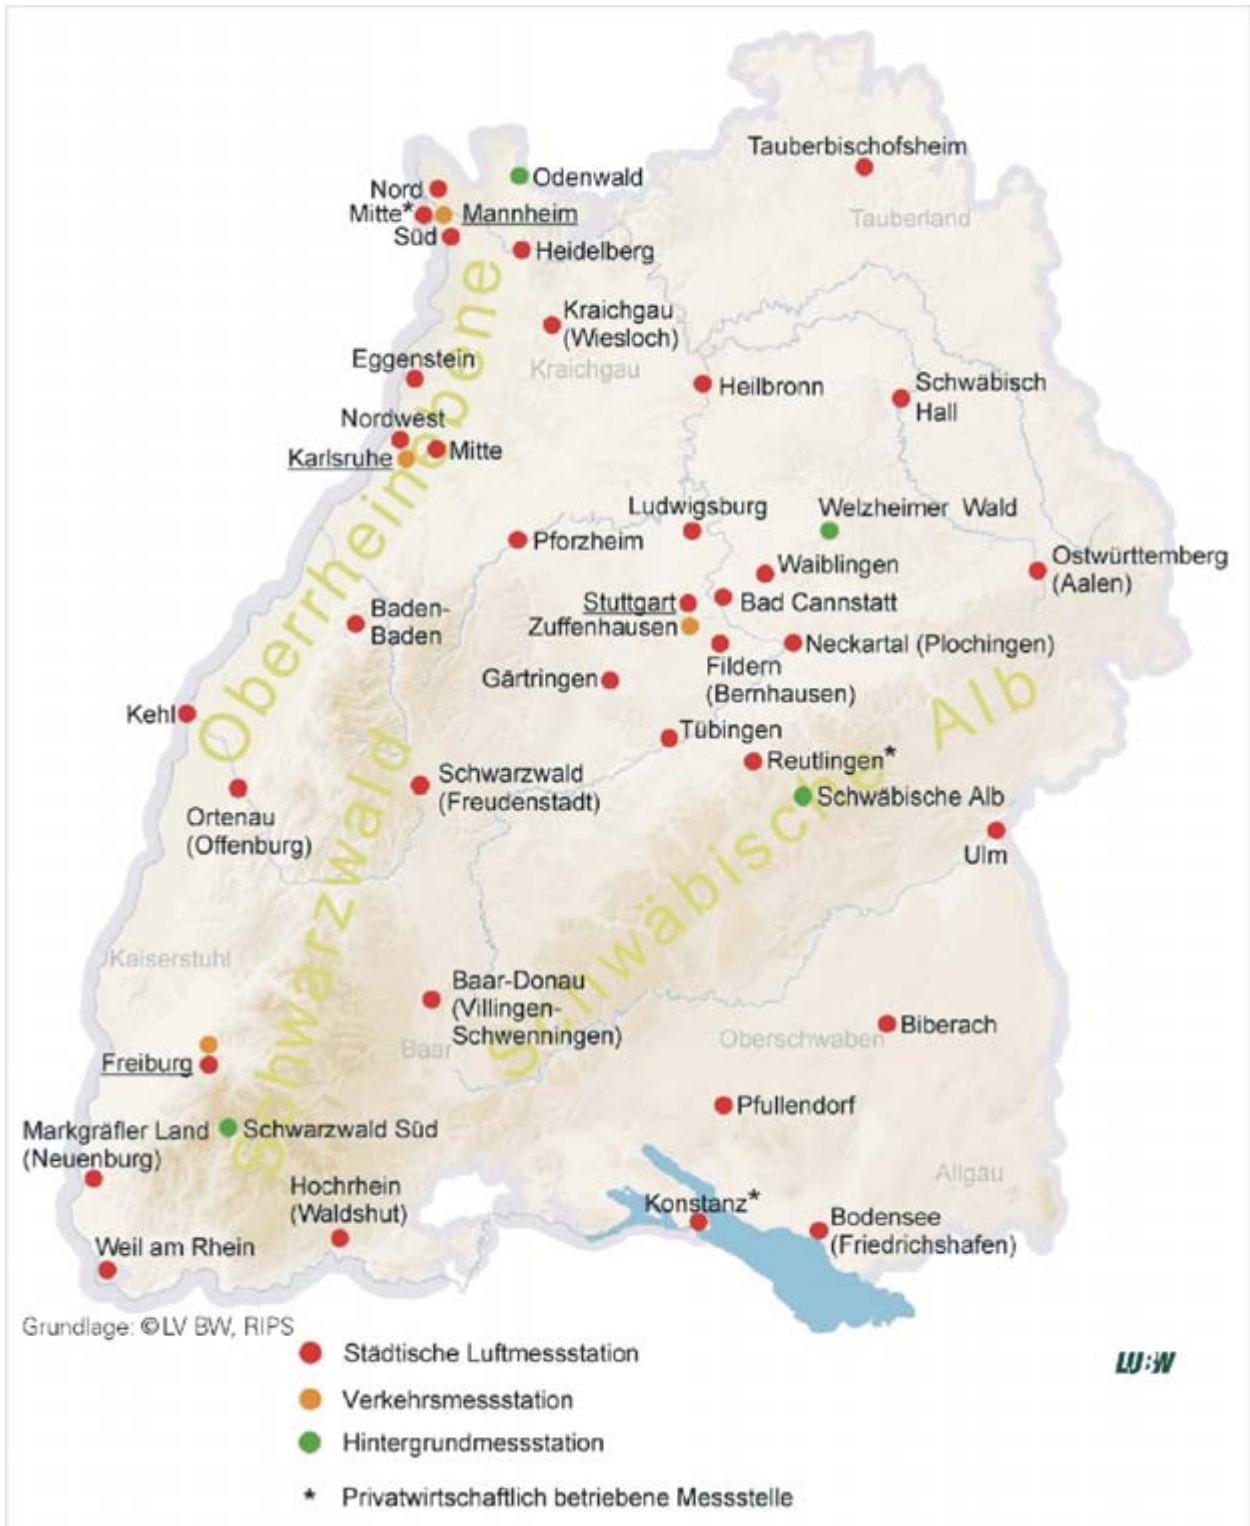 Tauberbischofsheim
Odenwald
Nord
Mitte*
Mannheim
Tauberland
Süd
Heidelberg
Kraichgau
(Wiesloch)
Eggenstein
Kraichgau
Heilbronn
Schwäbisch
Hall
Nordwest
Karlsruhe
Mitte
Oberrheinebene
Ludwigsburg
Welzheimer Wald
Pforzheim
Waiblingen
Ostwürttemberg
(Aalen)
Baden-
Baden
Stuttgart
Bad Cannstatt
Zuffenhausen
Neckartal (Plochingen)
Fildern
(Bernhausen)
Gärtringen
Kehl
Tübingen
Reutlingen*
Schwäbische Alb
Schwarzwald
(Freudenstadt)
Schwäbische Alb
Ortenau
(Offenburg)
Ulm
Schwarzwald
Kaiserstuhl
Baar-Donau
(Villingen-
Schwenningen)
Baar
Oberschwaben
Biberach
Freiburg
Pfullendorf
Markgräfler Land
(Neuenburg)
Schwarzwald Süd
Allgäu
Hochrhein
(Waldshut)
Konstanz*
Bodensee
(Friedrichshafen)
Weil am Rhein
Grundlage: ©LV BW, RIPS
Städtische Luftmessstation
LU:W
Verkehrsmessstation
Hintergrundmessstation
* Privatwirtschaftlich betriebene Messstelle